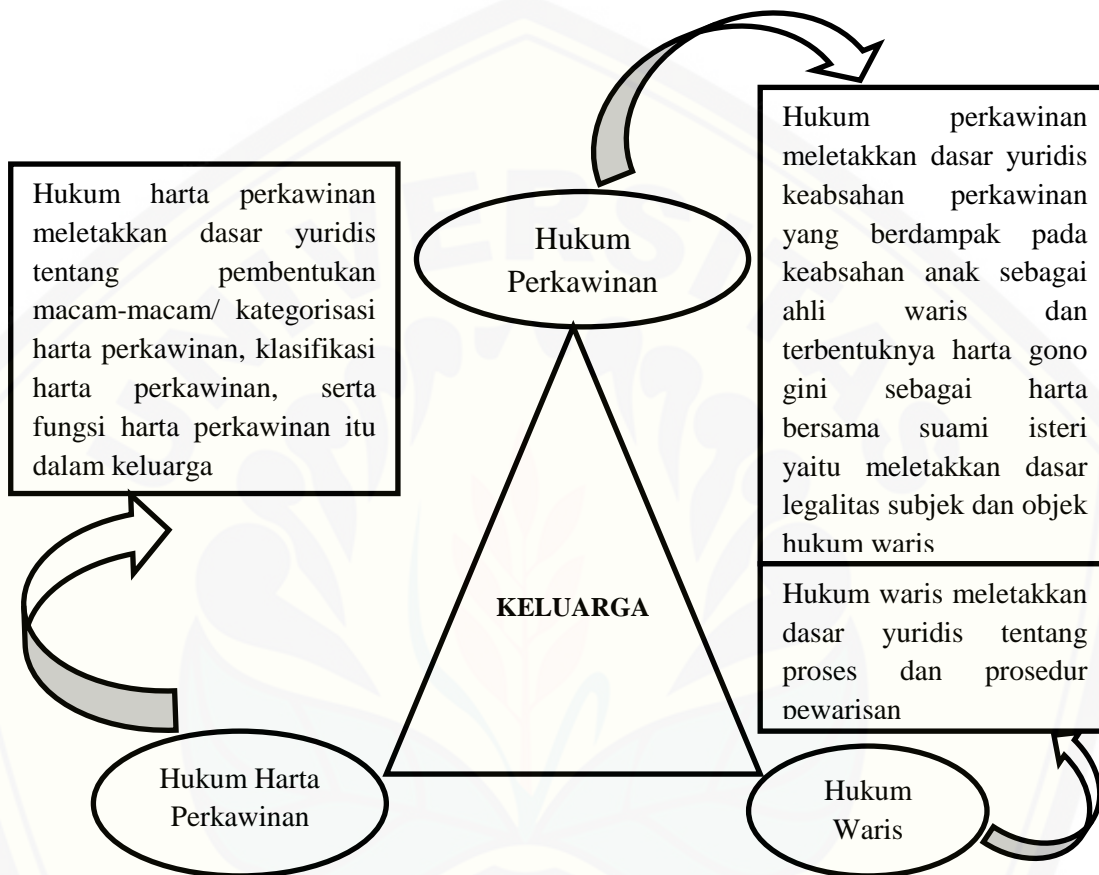 Hukum perkawinan
meletakkan dasar yuridis
keabsahan perkawinan
yang berdampak pada
keabsahan anak sebagai
ahli waris dan
terbentuknya harta gono
gini sebagai harta
bersama suami isteri
yaitu meletakkan dasar
legalitas subjek dan objek
hukum waris
Hukum harta perkawinan
meletakkan dasar yuridis
tentang pembentukan
macam-macam/ kategorisasi
harta perkawinan, klasifikasi
harta perkawinan, serta
fungsi harta perkawinan itu
dalam keluarga
Hukum
Perkawinan
UNIVERSITAS
KELUARGA
Hukum waris meletakkan
dasar yuridis tentang
proses dan prosedur
pewarisan
Hukum Harta
Perkawinan
Hukum
Waris